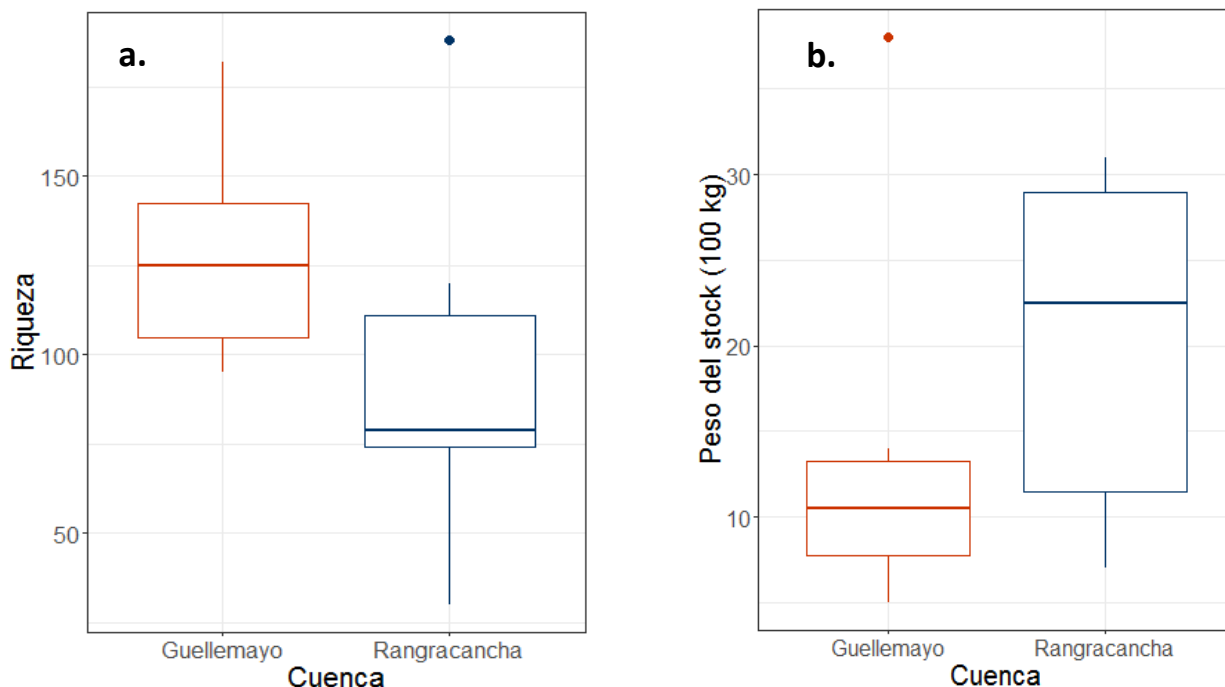 a.
Riqueza
150
100
50
Guellemayo Rangracancha
Cuenca
b.
Peso del stock (100 kg)
30
20
10
Guellemayo Rangracancha
Cuenca